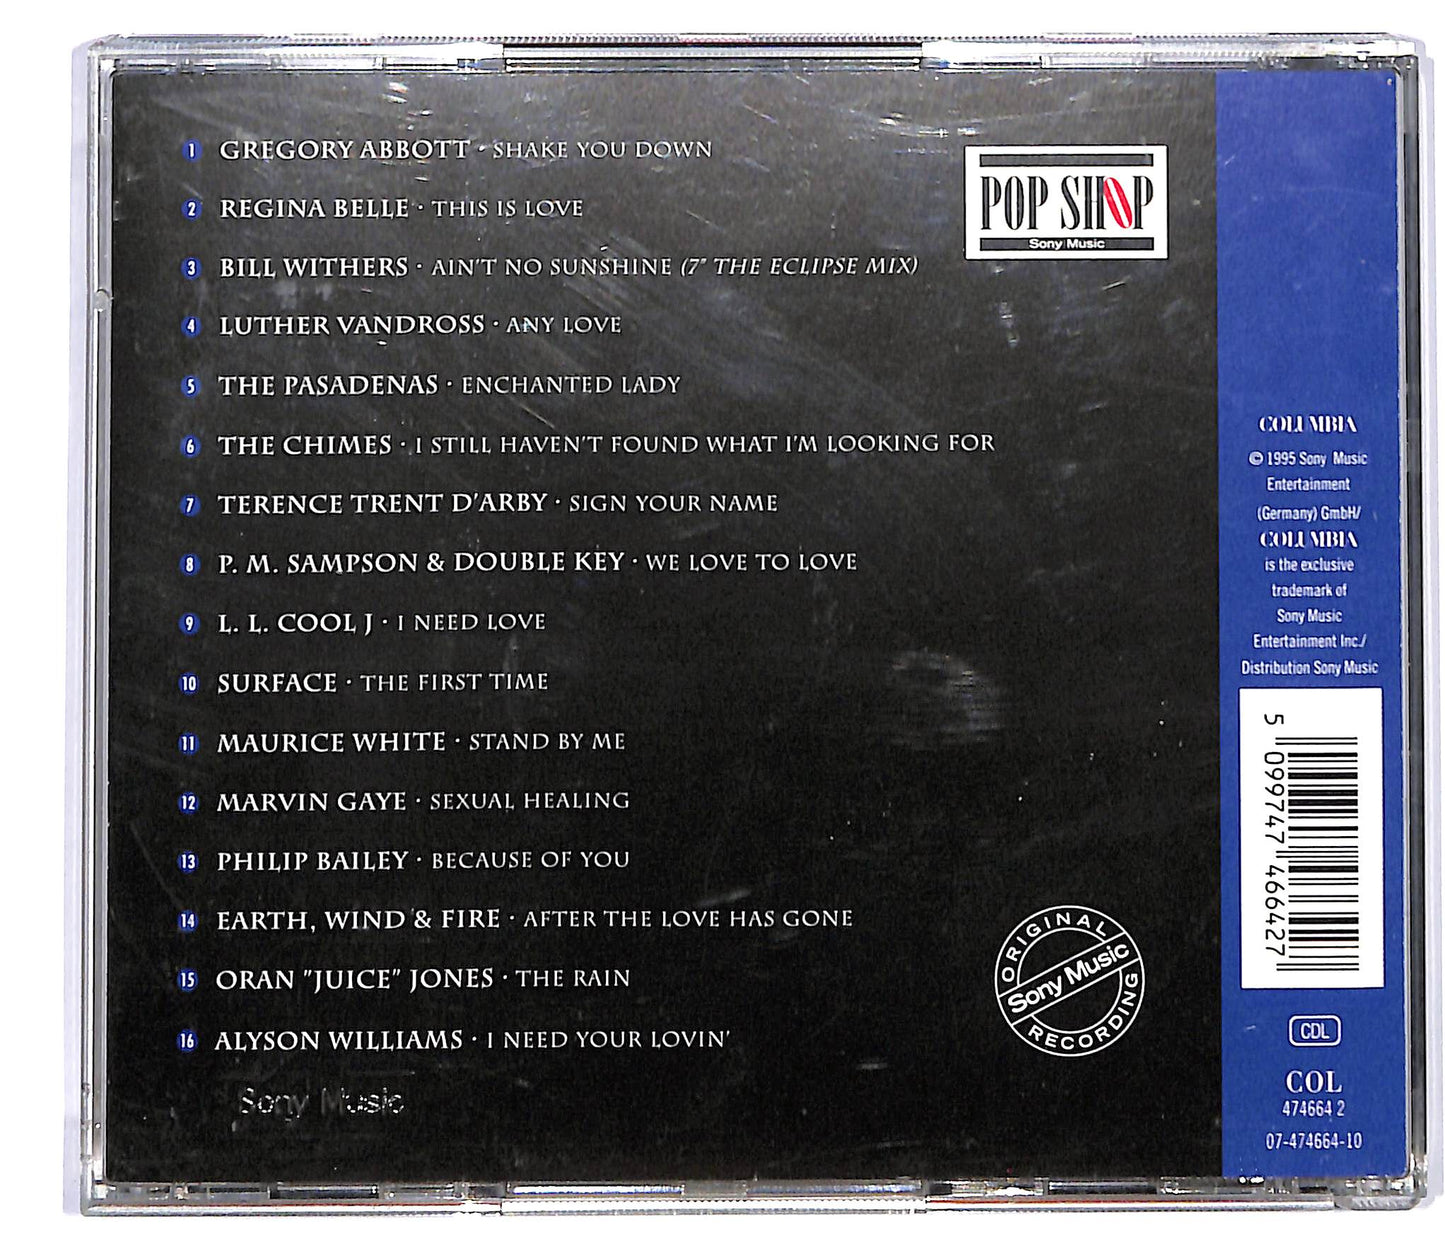 1 GREGORY ABBOTT · SHAKE YOU DOWN
2 REGINA BELLE · THIS IS LOVE
3 BILL WITHERS · AIN'T NO SUNSHINE (7" THE ECLIPSE MIX)
4 LUTHER VANDROSS · ANY LOVE
5 THE PASADENAS · ENCHANTED LADY
6 THE CHIMES · I STILL HAVEN'T FOUND WHAT I'M LOOKING FOR
7 TERENCE TRENT D'ARBY · SIGN YOUR NAME
8 P. M. SAMPSON & DOUBLE KEY · WE LOVE TO LOVE
9 L. L. COOL J · I NEED LOVE
10 SURFACE · THE FIRST TIME
11 MAURICE WHITE · STAND BY ME
12 MARVIN GAYE · SEXUAL HEALING
13 PHILIP BAILEY · BECAUSE OF YOU
14 EARTH, WIND & FIRE · AFTER THE LOVE HAS GONE
15 ORAN "JUICE" JONES · THE RAIN
16 ALYSON WILLIAMS · I NEED YOUR LOVIN'
Sony Music
POP SHOP
Sony Music
ORIGINAL
Sony Music
RECORDING
COLUMBIA
© 1995 Sony Music
Entertainment
(Germany) GmbH/
COLUMBIA
is the exclusive
trademark of
Sony Music
Entertainment Inc./
Distribution Sony Music
5 099747 466427
CDL
COL
474664 2
07-474664-10